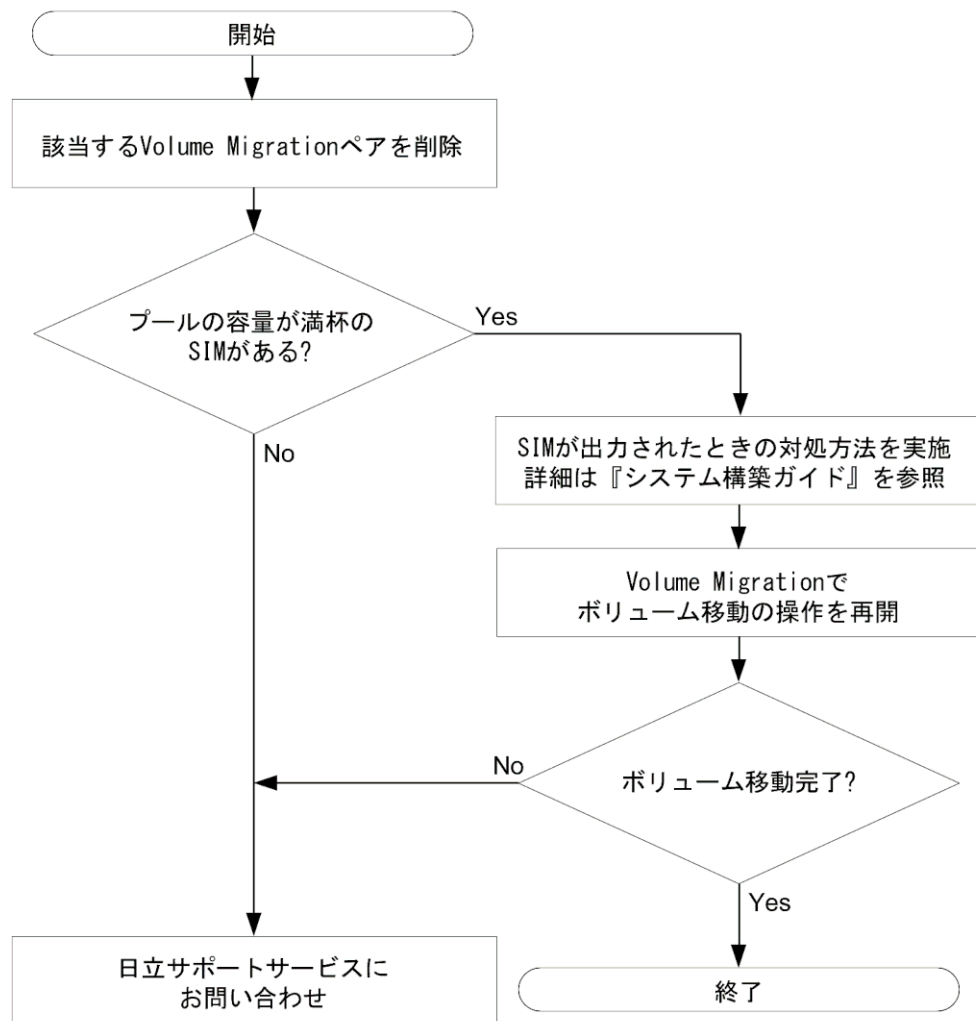 開始
該当するVolume Migrationペアを削除
プールの容量が満杯の
SIMがある?
Yes
No
SIMが出力されたときの対処方法を実施
詳細は『システム構築ガイド』を参照
Volume Migrationで
ボリューム移動の操作を再開
ボリューム移動完了?
No
Yes
日立サポートサービスに
お問い合わせ
終了